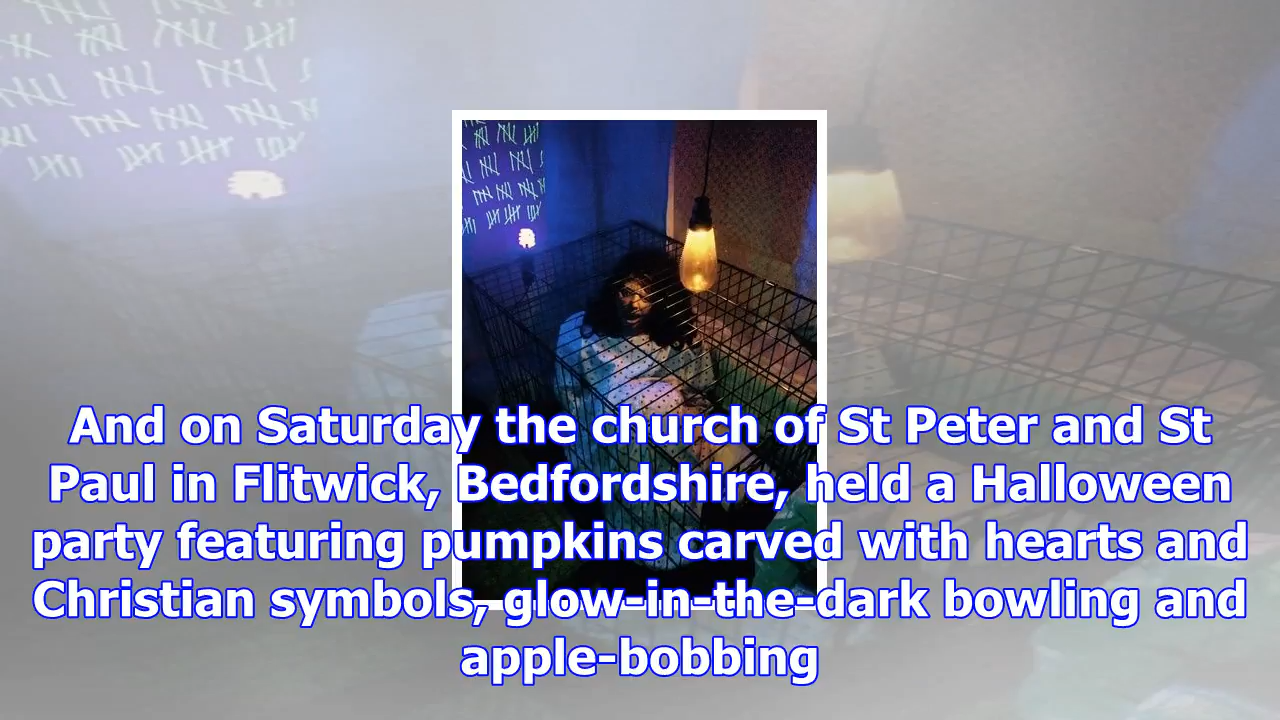 And on Saturday the church of St Peter and St
Paul in Flitwick, Bedfordshire, held a Halloween
party featuring pumpkins carved with hearts and
Christian symbols, glow-in-the-dark bowling and
apple-bobbing